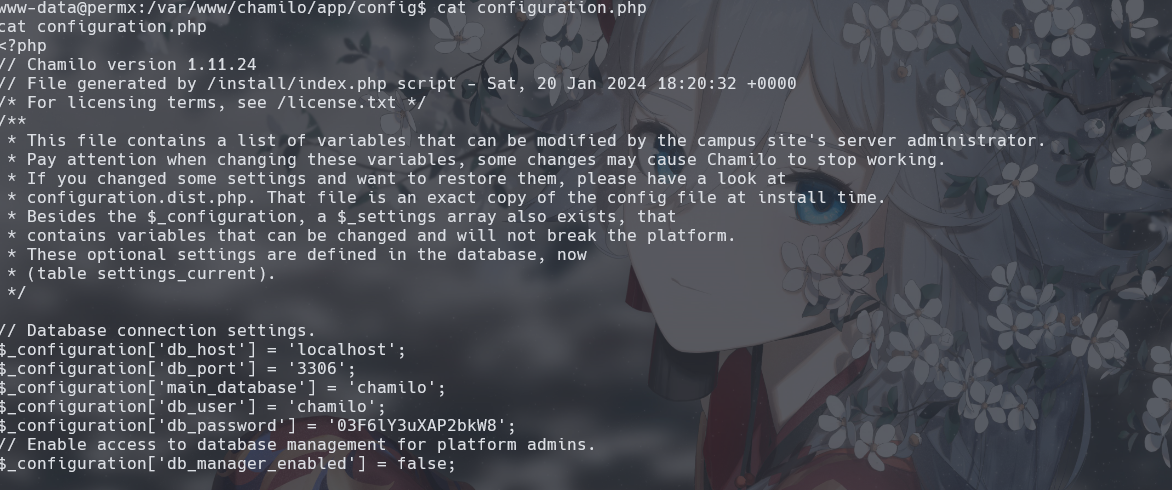 www-data@permx:/var/www/chamilo/app/config$ cat configuration.php
cat configuration.php
<?php
// Chamilo version 1.11.24
// File generated by /install/index.php script - Sat, 20 Jan 2024 18:20:32 +0000
/* For licensing terms, see /license.txt */
/**
 * This file contains a list of variables that can be modified by the campus site's server administrator.
 * Pay attention when changing these variables, some changes may cause Chamilo to stop working.
 * If you changed some settings and want to restore them, please have a look at
 * configuration.dist.php. That file is an exact copy of the config file at install time.
 * Besides the $_configuration, a $_settings array also exists, that
 * contains variables that can be changed and will not break the platform.
 * These optional settings are defined in the database, now
 * (table settings_current).
 */
// Database connection settings.
$_configuration['db_host'] = 'localhost';
$_configuration['db_port'] = '3306';
$_configuration['main_database'] = 'chamilo';
$_configuration['db_user'] = 'chamilo';
$_configuration['db_password'] = '03F6lY3uXAP2bkW8';
// Enable access to database management for platform admins.
$_configuration['db_manager_enabled'] = false;